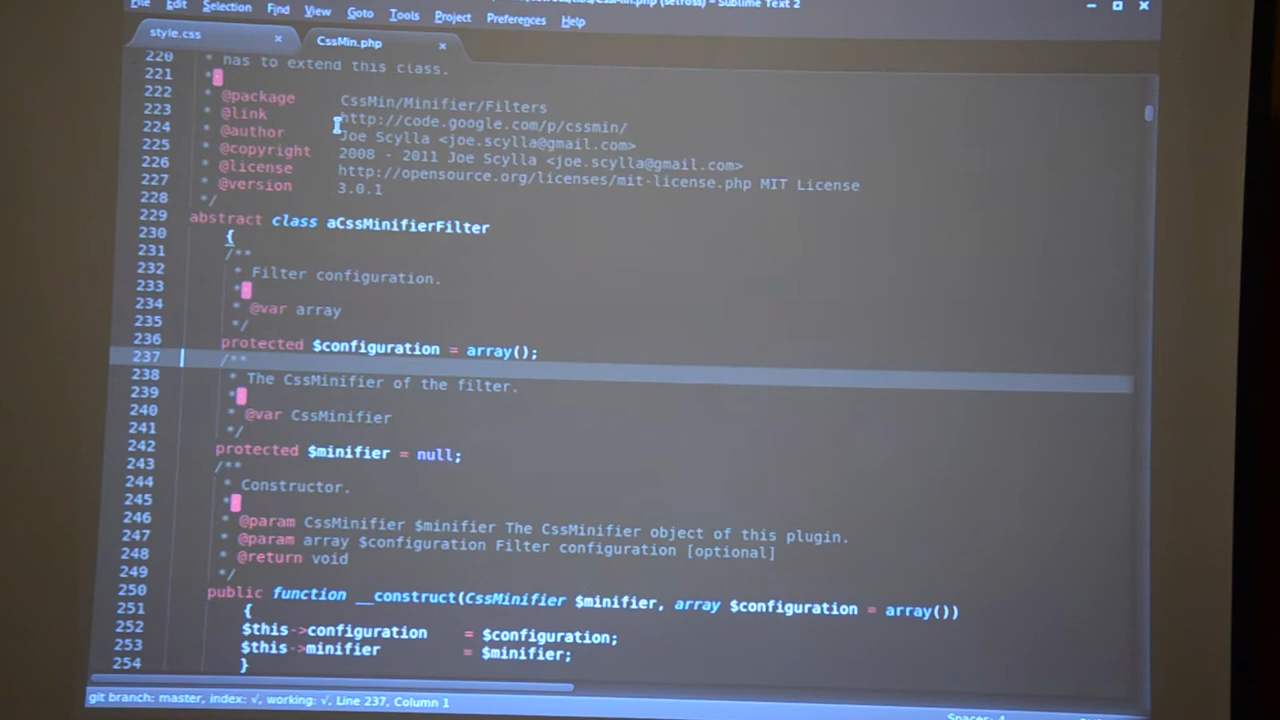 File Edit Selection Find View Goto Tools Project Preferences Help
style.css × CssMin.php ×
220 * has to extend this class.
221 *
222 * @package CssMin/Minifier/Filters
223 * @link http://code.google.com/p/cssmin/
224 * @author Joe Scylla <joe.scylla@gmail.com>
225 * @copyright 2008 - 2011 Joe Scylla <joe.scylla@gmail.com>
226 * @license http://opensource.org/licenses/mit-license.php MIT License
227 * @version 3.0.1
228 */
229 abstract class aCssMinifierFilter
230 {
231 /**
232 * Filter configuration.
233 *
234 * @var array
235 */
236 protected $configuration = array();
237 /**
238 * The CssMinifier of the filter.
239 *
240 * @var CssMinifier
241 */
242 protected $minifier = null;
243 /**
244 * Constructor.
245 *
246 * @param CssMinifier $minifier The CssMinifier object of this plugin.
247 * @param array $configuration Filter configuration [optional]
248 * @return void
249 */
250 public function __construct(CssMinifier $minifier, array $configuration = array())
251 {
252 $this->configuration = $configuration;
253 $this->minifier = $minifier;
254 }
git branch: master, index: √, working: √, Line 237, Column 1
Spaces: 4